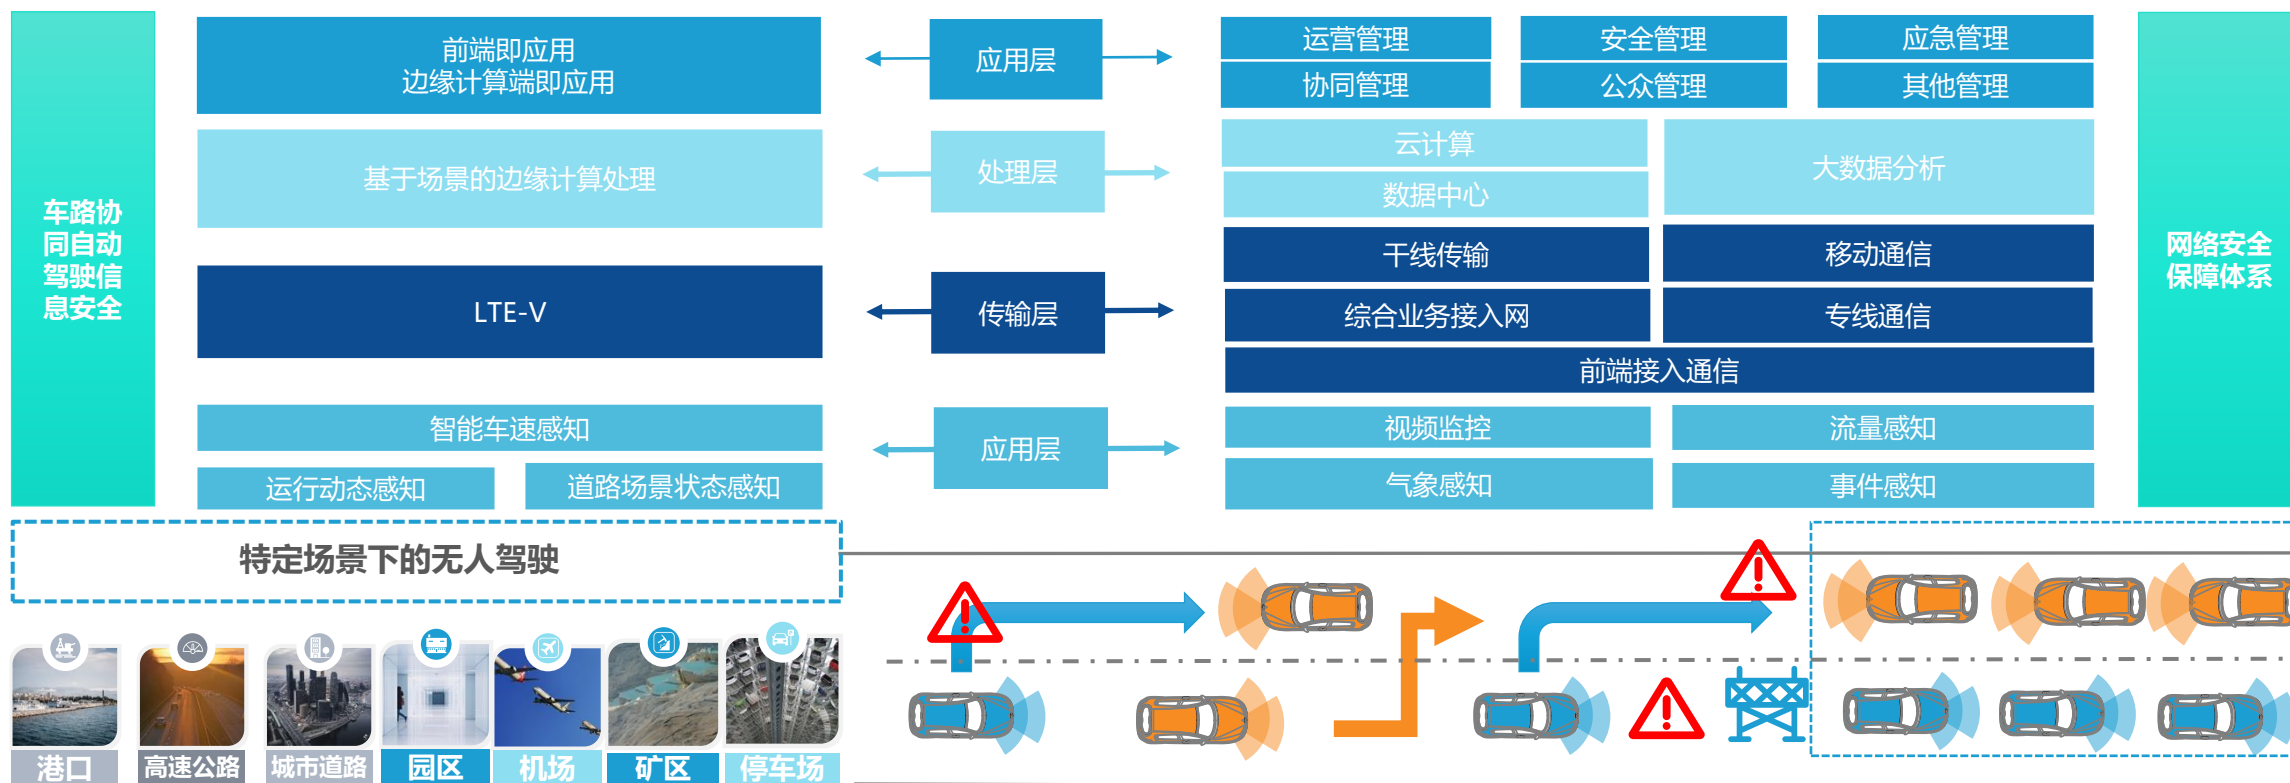 车路协
同自动
驾驶信
息安全
前端即应用
边缘计算端即应用
应用层
运营管理
安全管理
应急管理
协同管理
公众管理
其他管理
基于场景的边缘计算处理
处理层
云计算
大数据分析
数据中心
LTE-V
传输层
干线传输
移动通信
综合业务接入网
专线通信
前端接入通信
智能车速感知
运行动态感知
道路场景状态感知
应用层
视频监控
流量感知
气象感知
事件感知
网络安全
保障体系
特定场景下的无人驾驶
港口
高速公路
城市道路
园区
机场
矿区
停车场